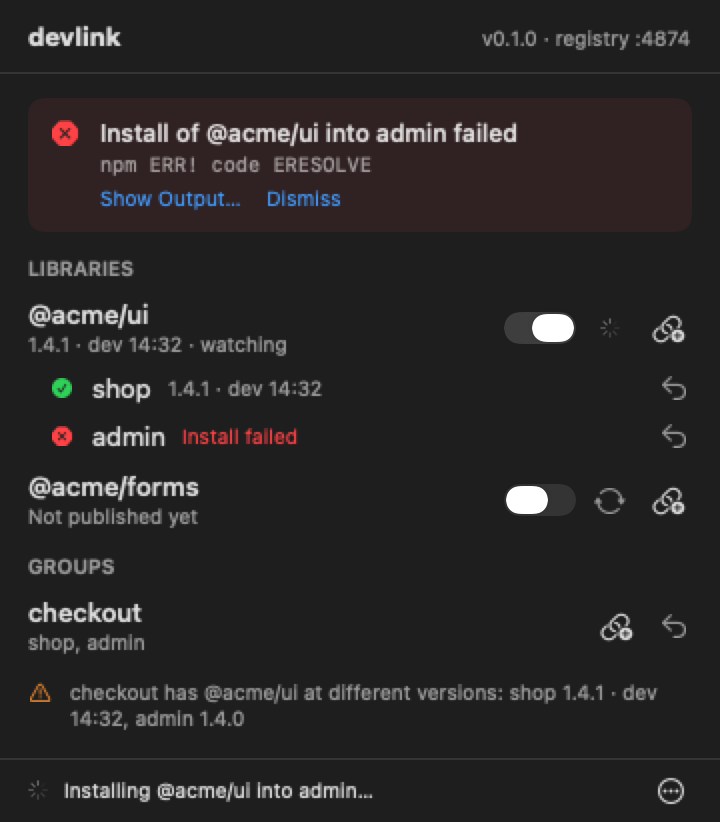 devlink
v0.1.0 · registry :4874
Install of @acme/ui into admin failed
npm ERR! code ERESOLVE
Show Output... Dismiss
LIBRARIES
@acme/ui
1.4.1 · dev 14:32 · watching
shop 1.4.1 · dev 14:32
admin Install failed
@acme/forms
Not published yet
GROUPS
checkout
shop, admin
checkout has @acme/ui at different versions: shop 1.4.1 · dev
14:32, admin 1.4.0
Installing @acme/ui into admin...